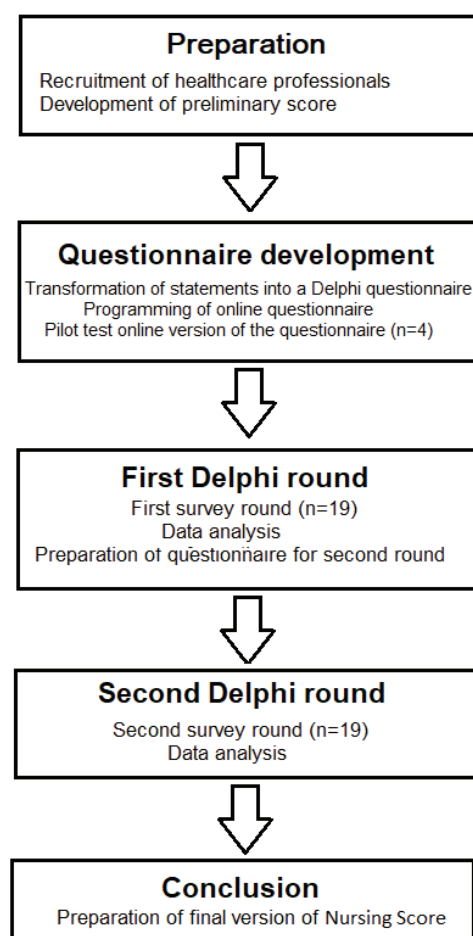 Preparation
Recruitment of healthcare professionals
Development of preliminary score
Questionnaire development
Transformation of statements into a Delphi questionnaire
Programming of online questionnaire
Pilot test online version of the questionnaire (n=4)
First Delphi round
First survey round (n=19)
Data analysis
Preparation of questionnaire for second round
Second Delphi round
Second survey round (n=19)
Data analysis
Conclusion
Preparation of final version of Nursing Score